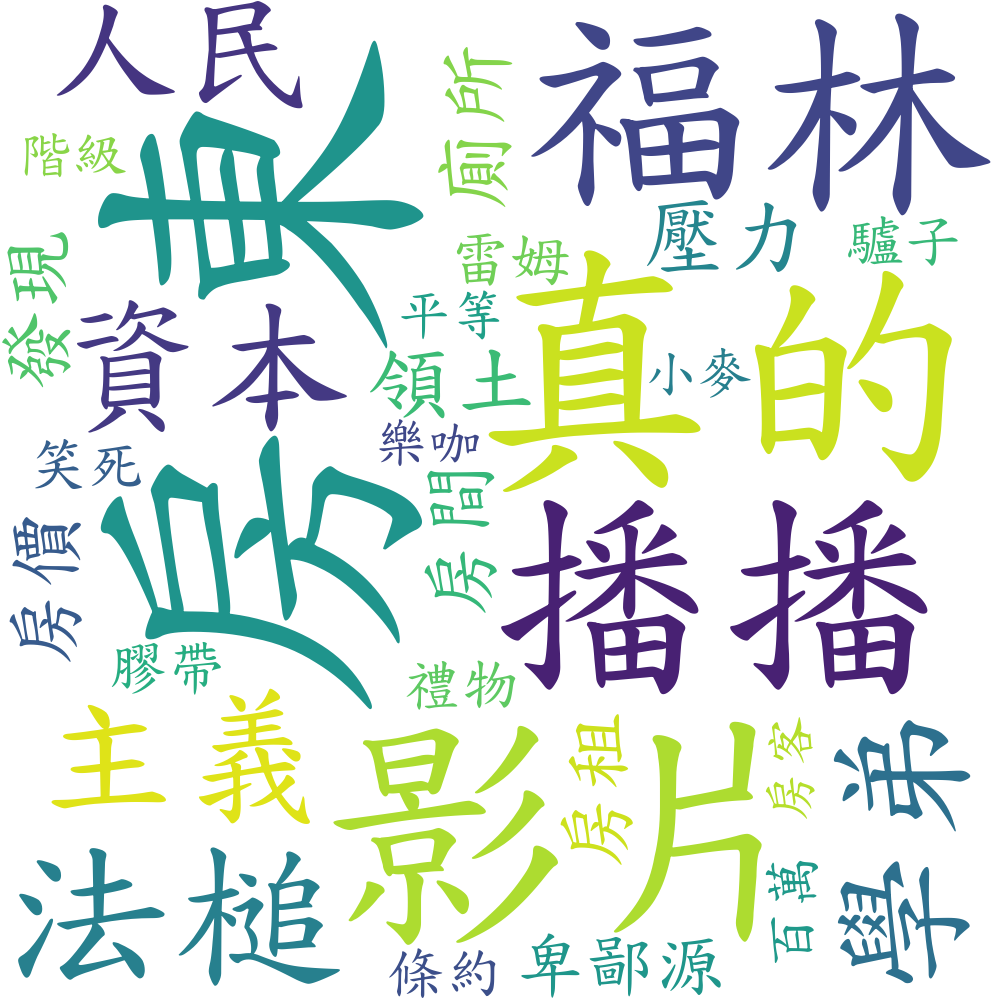 人民
福林
廁所
階級
房東
壓力
驢子
雷姆
發現
真的
平等
資本
領土
小麥
樂咖
笑死
房間
播播
房價
膠帶
禮物
主義
影片
房租
房客
學弟
法槌
百萬
條約
卑鄙源